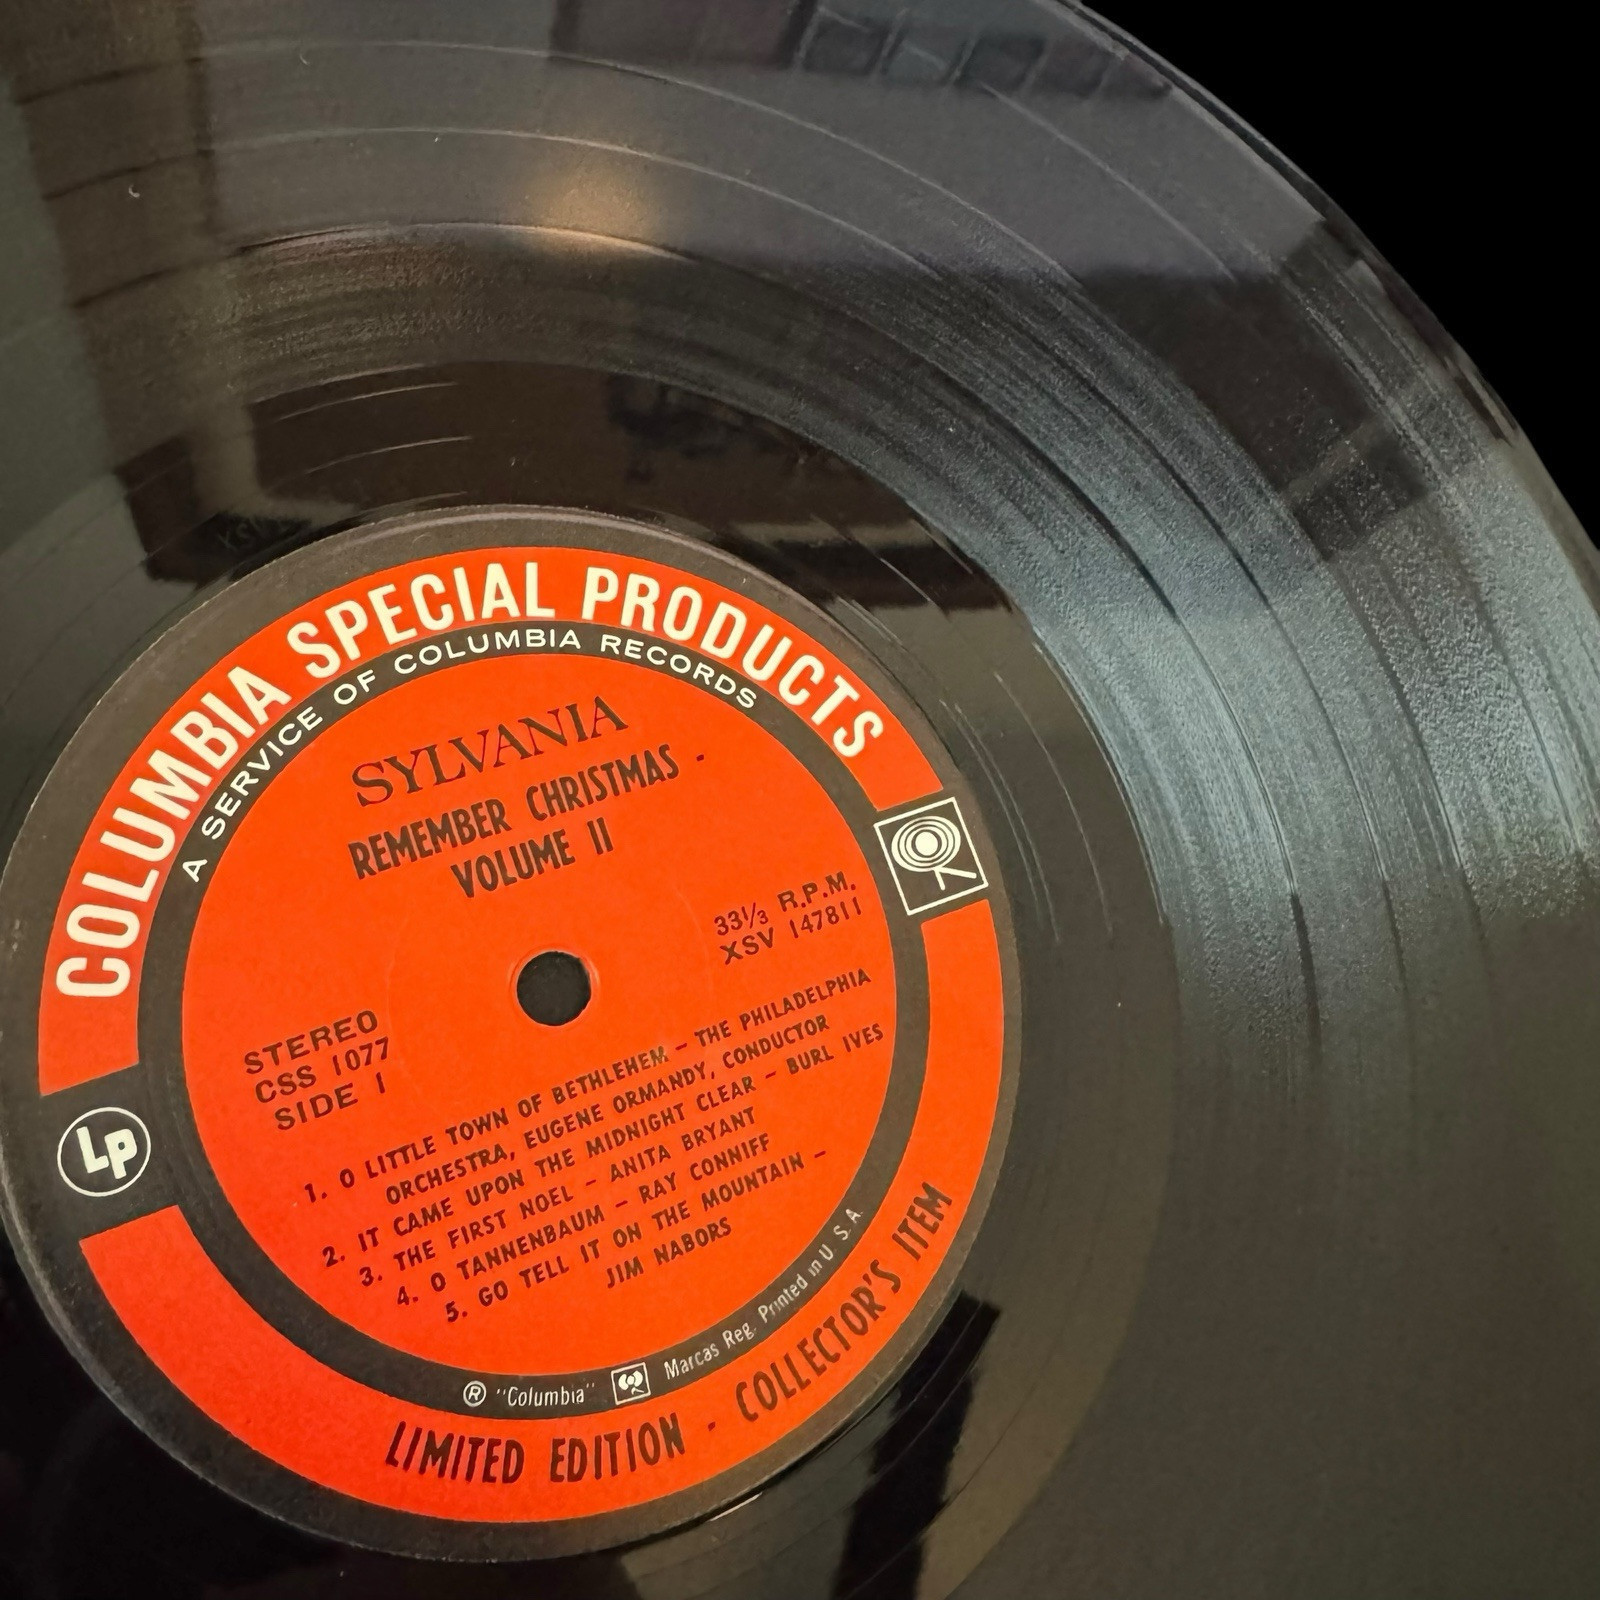 COLUMBIA SPECIAL PRODUCTS
A SERVICE OF COLUMBIA RECORDS
SYLVANIA
REMEMBER CHRISTMAS -
VOLUME II
33⅓ R.P.M.
XSV 147811
STEREO
CSS 1077
SIDE 1
1. O LITTLE TOWN OF BETHLEHEM – THE PHILADELPHIA
ORCHESTRA, EUGENE ORMANDY, CONDUCTOR
2. IT CAME UPON THE MIDNIGHT CLEAR – BURL IVES
3. THE FIRST NOEL – ANITA BRYANT
4. O TANNENBAUM – RAY CONNIFF
5. GO TELL IT ON THE MOUNTAIN –
JIM NABORS
Lp
® "Columbia" Marcas Reg. Printed in U. S. A.
LIMITED EDITION - COLLECTOR'S ITEM